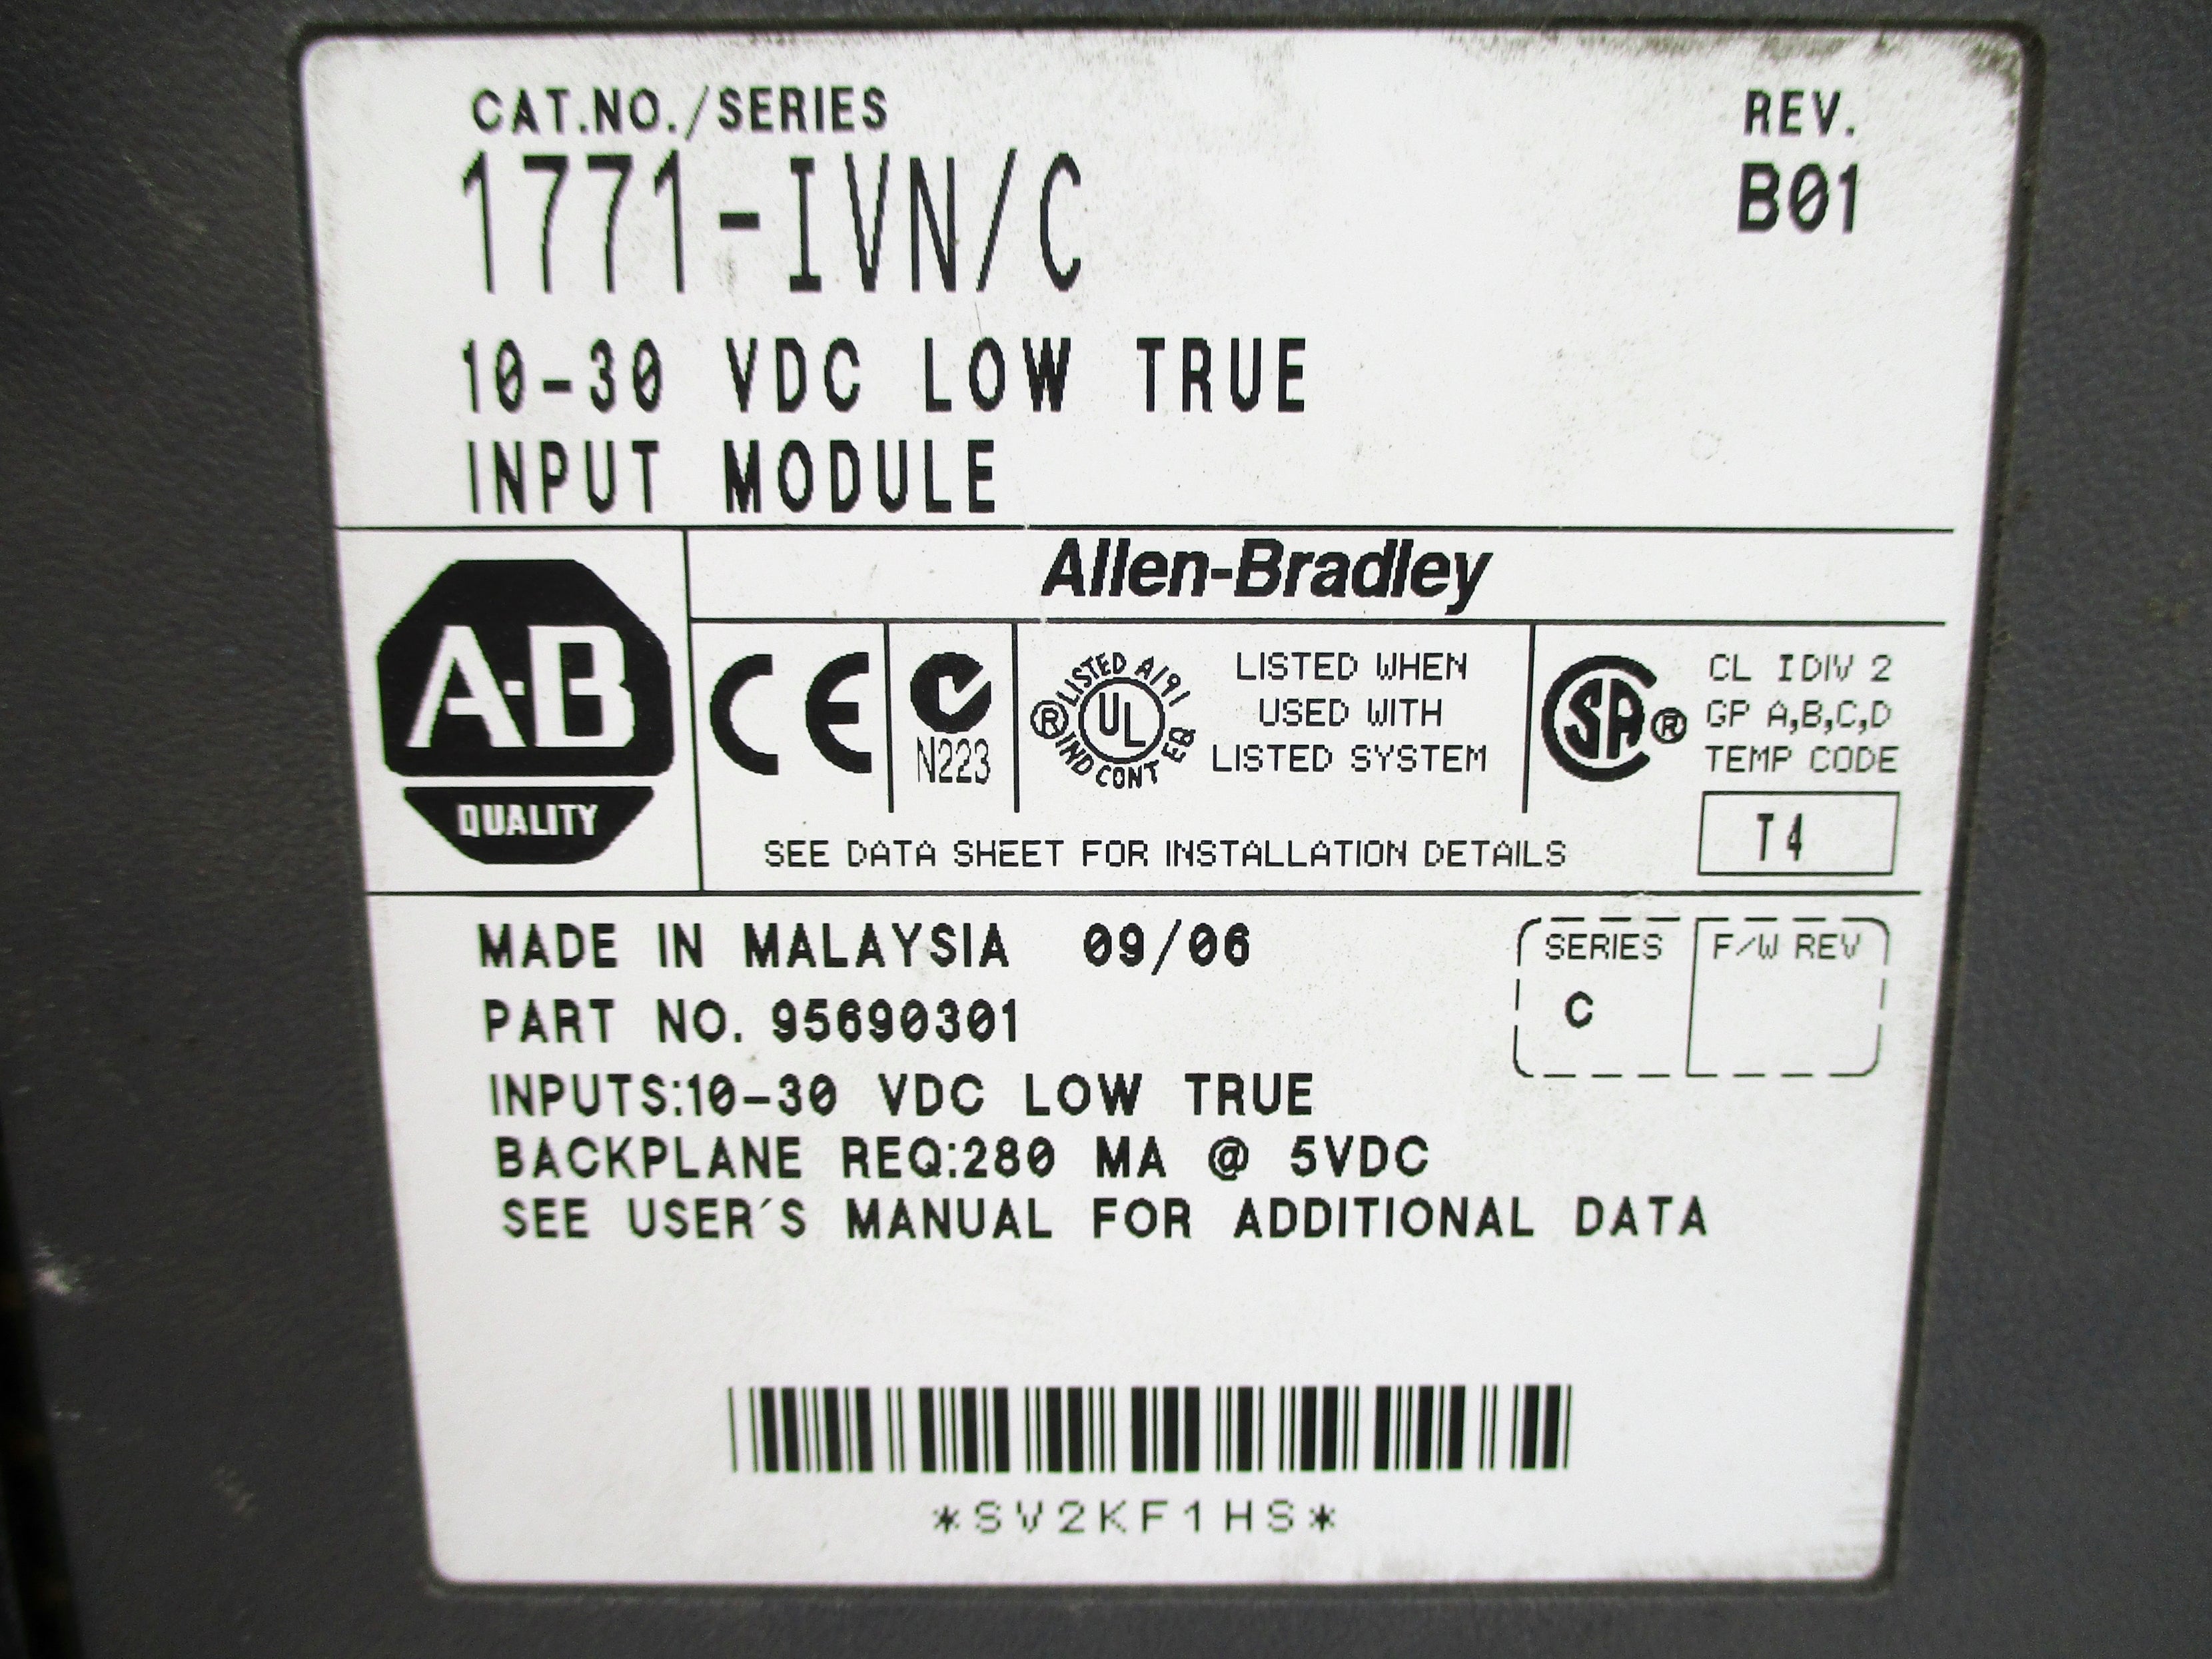 CAT.NO./SERIES
REV.
1771-IVN/C
B01
10-30 VDC LOW TRUE
INPUT MODULE
Allen-Bradley
A-B
QUALITY
CE
N223
LISTED A191
UL
®
IND CONT EQ
LISTED WHEN
USED WITH
LISTED SYSTEM
SA ®
CL I DIV 2
GP A,B,C,D
TEMP CODE
T4
SEE DATA SHEET FOR INSTALLATION DETAILS
MADE IN MALAYSIA 09/06
SERIES
F/W REV
C
PART NO. 95690301
INPUTS:10-30 VDC LOW TRUE
BACKPLANE REQ:280 MA @ 5VDC
SEE USER'S MANUAL FOR ADDITIONAL DATA
*SV2KF1HS*